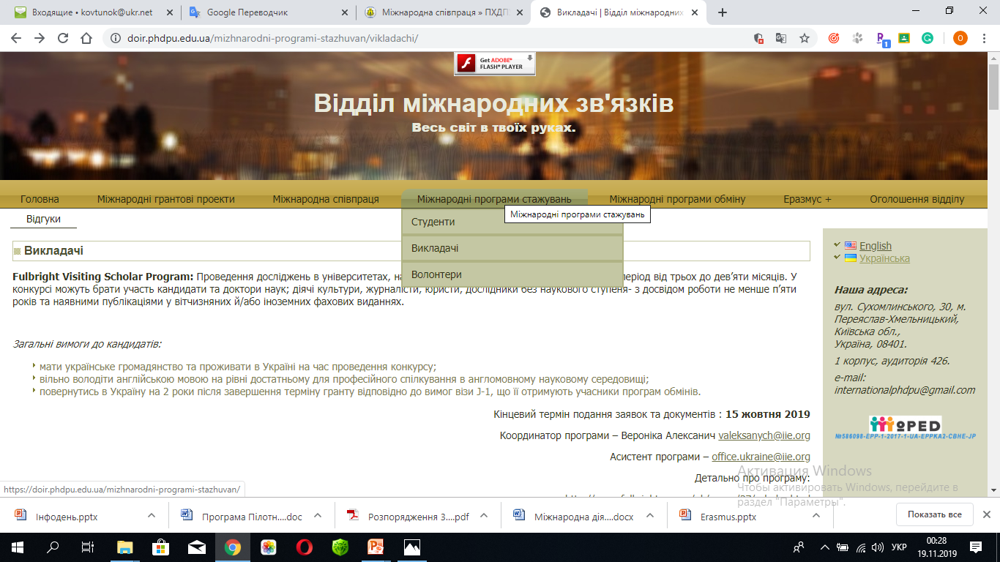 Входящие • kovtunok@ukr.net
Google Переводчик
Міжнародна співпраця » ПХДП
Викладачі | Відділ міжнародних
doir.phdpu.edu.ua/mizhnarodni-programi-stazhuvan/vikladachi/
Get ADOBE®
FLASH® PLAYER
Відділ міжнародних зв'язків
Весь світ в твоїх руках.
Головна
Міжнародні грантові проекти
Міжнародна співпраця
Міжнародні програми стажувань
Міжнародні програми обміну
Еразмус +
Оголошення відділу
Відгуки
Міжнародні програми стажувань
Студенти
Викладачі
Волонтери
Викладачі
Fulbright Visiting Scholar Program: Проведення досліджень в університетах, на період від трьох до дев'яти місяців. У
конкурсі можуть брати участь кандидати та доктори наук; діячі культури, журналісти, юристи, дослідники без наукового ступеня- з досвідом роботи не менше п'яти
років та наявними публікаціями у вітчизняних й/або іноземних фахових виданнях.
Загальні вимоги до кандидатів:
мати українське громадянство та проживати в Україні на час проведення конкурсу;
вільно володіти англійською мовою на рівні достатньому для професійного спілкування в англомовному науковому середовищі;
повернутись в Україну на 2 роки після завершення терміну гранту відповідно до вимог візи J-1, що її отримують учасники програм обмінів.
Кінцевий термін подання заявок та документів : 15 жовтня 2019
Координатор програми – Вероніка Алексанич valeksanych@iie.org
Асистент програми – office.ukraine@iie.org
Детально про програму:
English
Українська
Наша адреса:
вул. Сухомлинського, 30, м.
Переяслав-Хмельницький,
Київська обл.,
Україна, 08401.
1 корпус, аудиторія 426.
e-mail:
internationalphdpu@gmail.com
MOPED
№586098-EPP-1-2017-1-UA-EPPKA2-CBHE-JP
Активация Windows
Чтобы активировать Windows, перейдите в
раздел "Параметры".
https://doir.phdpu.edu.ua/mizhnarodni-programi-stazhuvan/
Інфодень.pptx
Програма Пілотн....doc
Розпорядження З....pdf
Міжнародна дія....docx
Erasmus.pptx
Показать все
УКР
00:28
19.11.2019